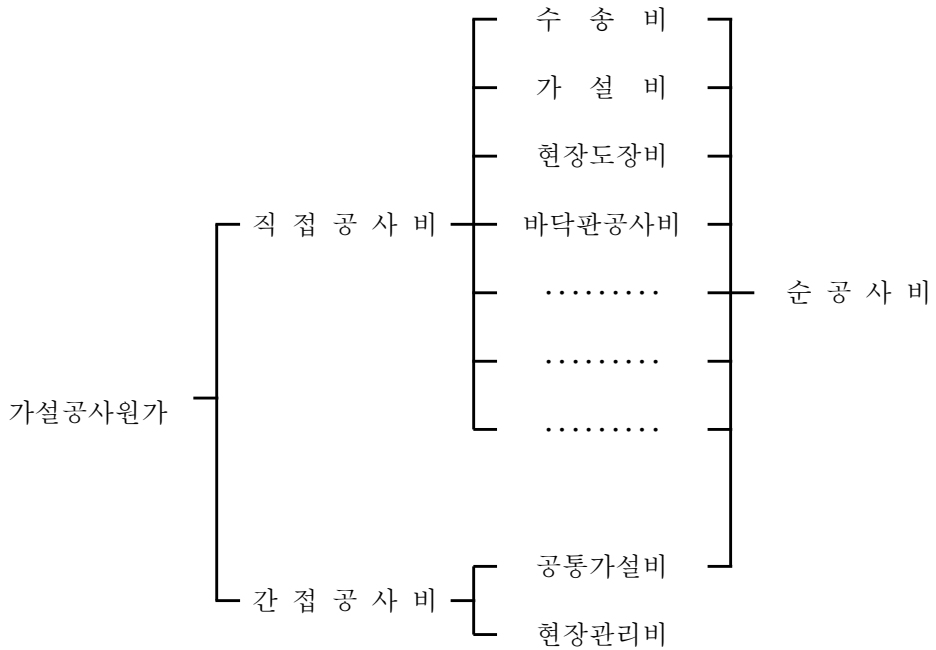 수 송 비
가 설 비
현장도장비
직 접 공 사 비 바닥판공사비
········· 순 공 사 비
·········
가설공사원가
·········
공통가설비
간 접 공 사 비
현장관리비